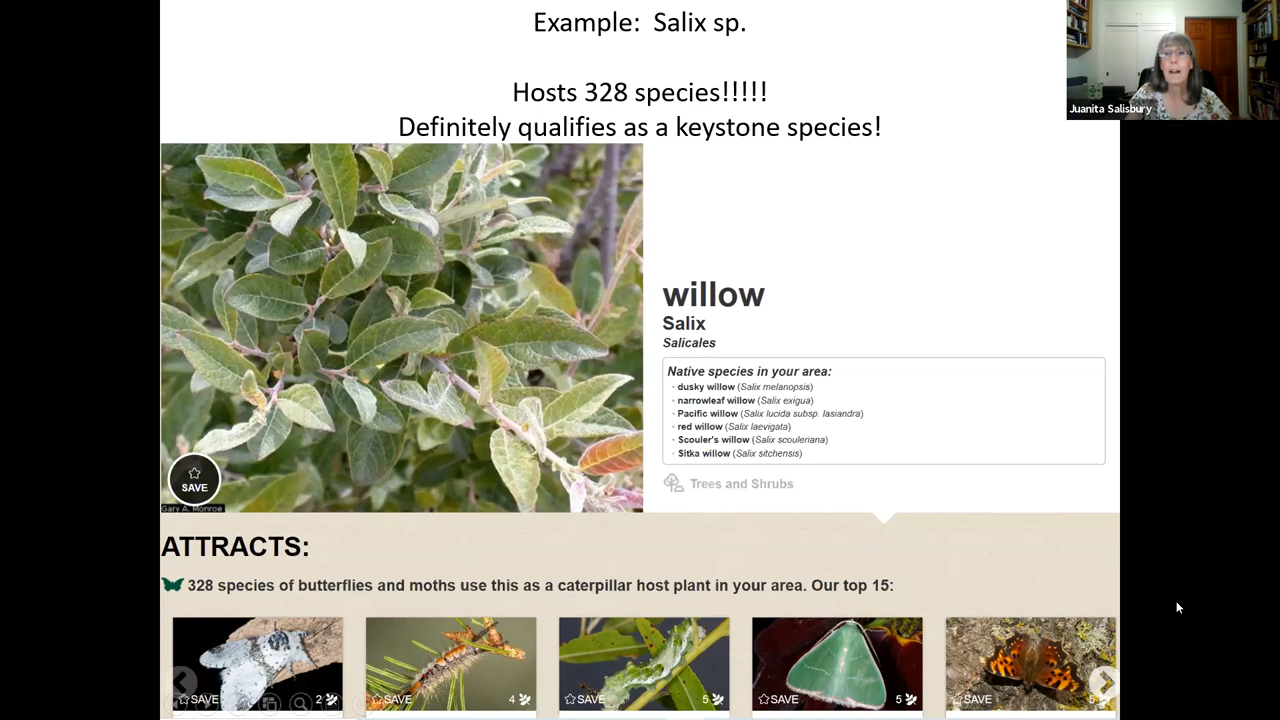 Example: Salix sp.
Hosts 328 species!!!!!
Definitely qualifies as a keystone species!
Juanita Salisbury
willow
Salix
Salicales
Native species in your area:
dusky willow (Salix melanopsis)
narrowleaf willow (Salix exigua)
Pacific willow (Salix lucida subsp. lasiandra)
red willow (Salix laevigata)
Scouler's willow (Salix scouleriana)
Sitka willow (Salix sitchensis)
SAVE
Gary A. Monroe
Trees and Shrubs
ATTRACTS:
328 species of butterflies and moths use this as a caterpillar host plant in your area. Our top 15:
SAVE 2
SAVE 4
SAVE 5
SAVE 5
SAVE